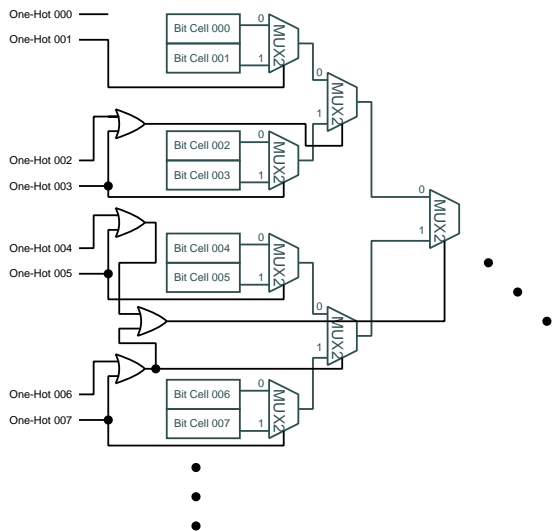 One-Hot 000
One-Hot 001
Bit Cell 000
Bit Cell 001
0
1
MUX2
0
1
MUX2
One-Hot 002
One-Hot 003
Bit Cell 002
Bit Cell 003
0
1
MUX2
0
1
MUX2
One-Hot 004
One-Hot 005
Bit Cell 004
Bit Cell 005
0
1
MUX2
0
1
MUX2
One-Hot 006
One-Hot 007
Bit Cell 006
Bit Cell 007
0
1
MUX2